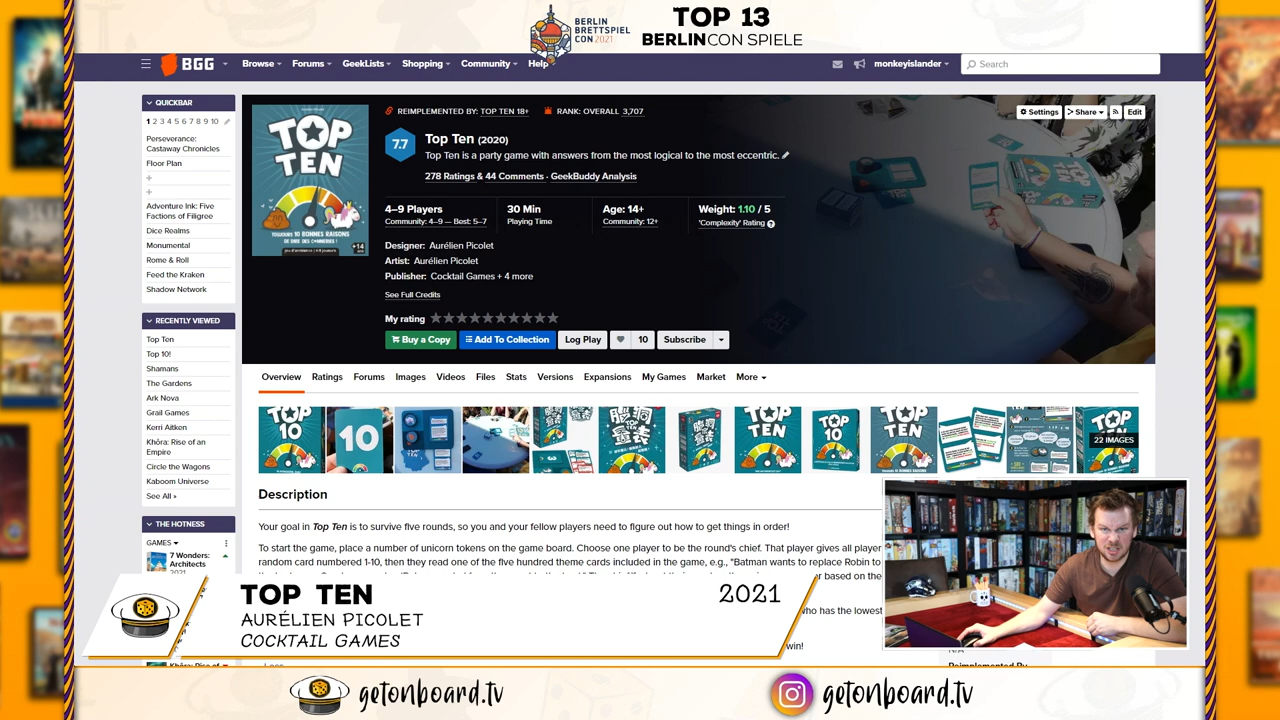 BERLIN
BRETTSPIEL
CON 2021
TOP 13
BERLINCON SPIELE
BGG
Browse
Forums
GeekLists
Shopping
Community
Help
monkeyislander
Search
QUICKBAR
1 2 3 4 5 6 7 8 9 10
Perseverance:
Castaway Chronicles
Floor Plan
Adventure Ink: Five
Factions of Filigree
Dice Realms
Monumental
Rome & Roll
Feed the Kraken
Shadow Network
RECENTLY VIEWED
Top Ten
Top 10!
Shamans
The Gardens
Ark Nova
Grail Games
Kerri Aitken
Khôra: Rise of an
Empire
Circle the Wagons
Kaboom Universe
See All »
THE HOTNESS
GAMES
7 Wonders:
Architects
2021
TOP
TEN
TOUJOURS 10 BONNES RAISONS
DE DIRE DES C*NNERIES !
+14
REIMPLEMENTED BY: TOP TEN 18+
RANK: OVERALL 3,707
Settings
Share
Edit
7.7
Top Ten (2020)
Top Ten is a party game with answers from the most logical to the most eccentric.
278 Ratings & 44 Comments · GeekBuddy Analysis
4–9 Players
Community: 4–9 — Best: 5–7
30 Min
Playing Time
Age: 14+
Community: 12+
Weight: 1.10 / 5
'Complexity' Rating
Designer: Aurélien Picolet
Artist: Aurélien Picolet
Publisher: Cocktail Games + 4 more
See Full Credits
My rating
Buy a Copy
Add To Collection
Log Play
10
Subscribe
Overview
Ratings
Forums
Images
Videos
Files
Stats
Versions
Expansions
My Games
Market
More
TOP
10
10
TOP
TEN
TOP
10
TOP
TEN
22 IMAGES
Description
Your goal in Top Ten is to survive five rounds, so you and your fellow players need to figure out how to get things in order!
To start the game, place a number of unicorn tokens on the game board. Choose one player to be the round's chief. That player gives all player
random card numbered 1-10, then they read one of the five hundred theme cards included in the game, e.g., "Batman wants to replace Robin to
r based on the
who has the lowest
win!
Khôra: Rise of
Reimplemented By
TOP TEN
AURÉLIEN PICOLET
COCKTAIL GAMES
2021
getonboard.tv
getonboard.tv